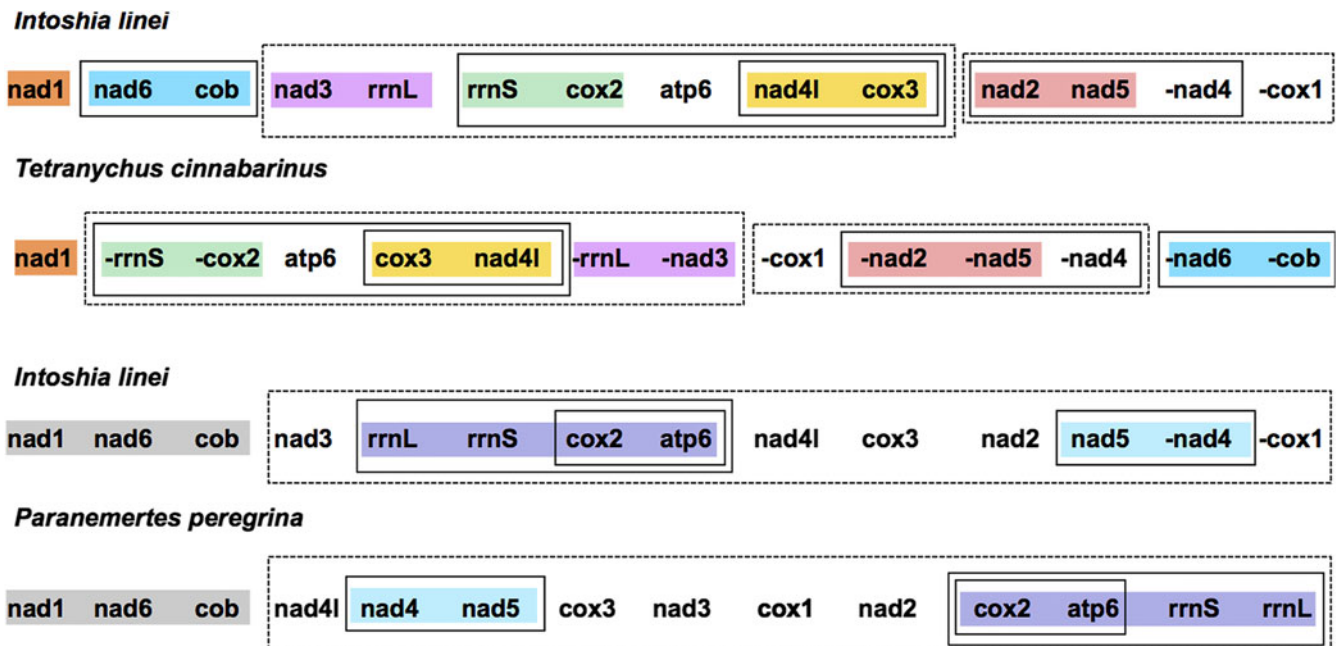 Intoshia linei
nad1 nad6 cob nad3 rrnL rrnS cox2 atp6 nad4l cox3 nad2 nad5 -nad4 -cox1
Tetranychus cinnabarinus
nad1 -rrnS -cox2 atp6 cox3 nad4l -rrnL -nad3 -cox1 -nad2 -nad5 -nad4 -nad6 -cob
Intoshia linei
nad1 nad6 cob nad3 rrnL rrnS cox2 atp6 nad4l cox3 nad2 nad5 -nad4 -cox1
Paranemertes peregrina
nad1 nad6 cob nad4l nad4 nad5 cox3 nad3 cox1 nad2 cox2 atp6 rrnS rrnL